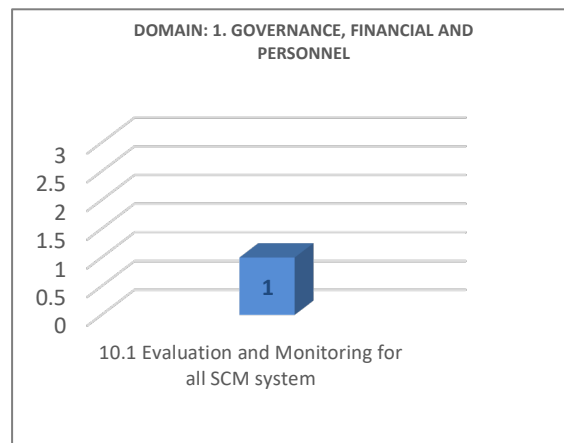 DOMAIN: 1. GOVERNANCE, FINANCIAL AND
PERSONNEL
3
2.5
2
1.5
1
0.5
0
1
10.1 Evaluation and Monitoring for
all SCM system